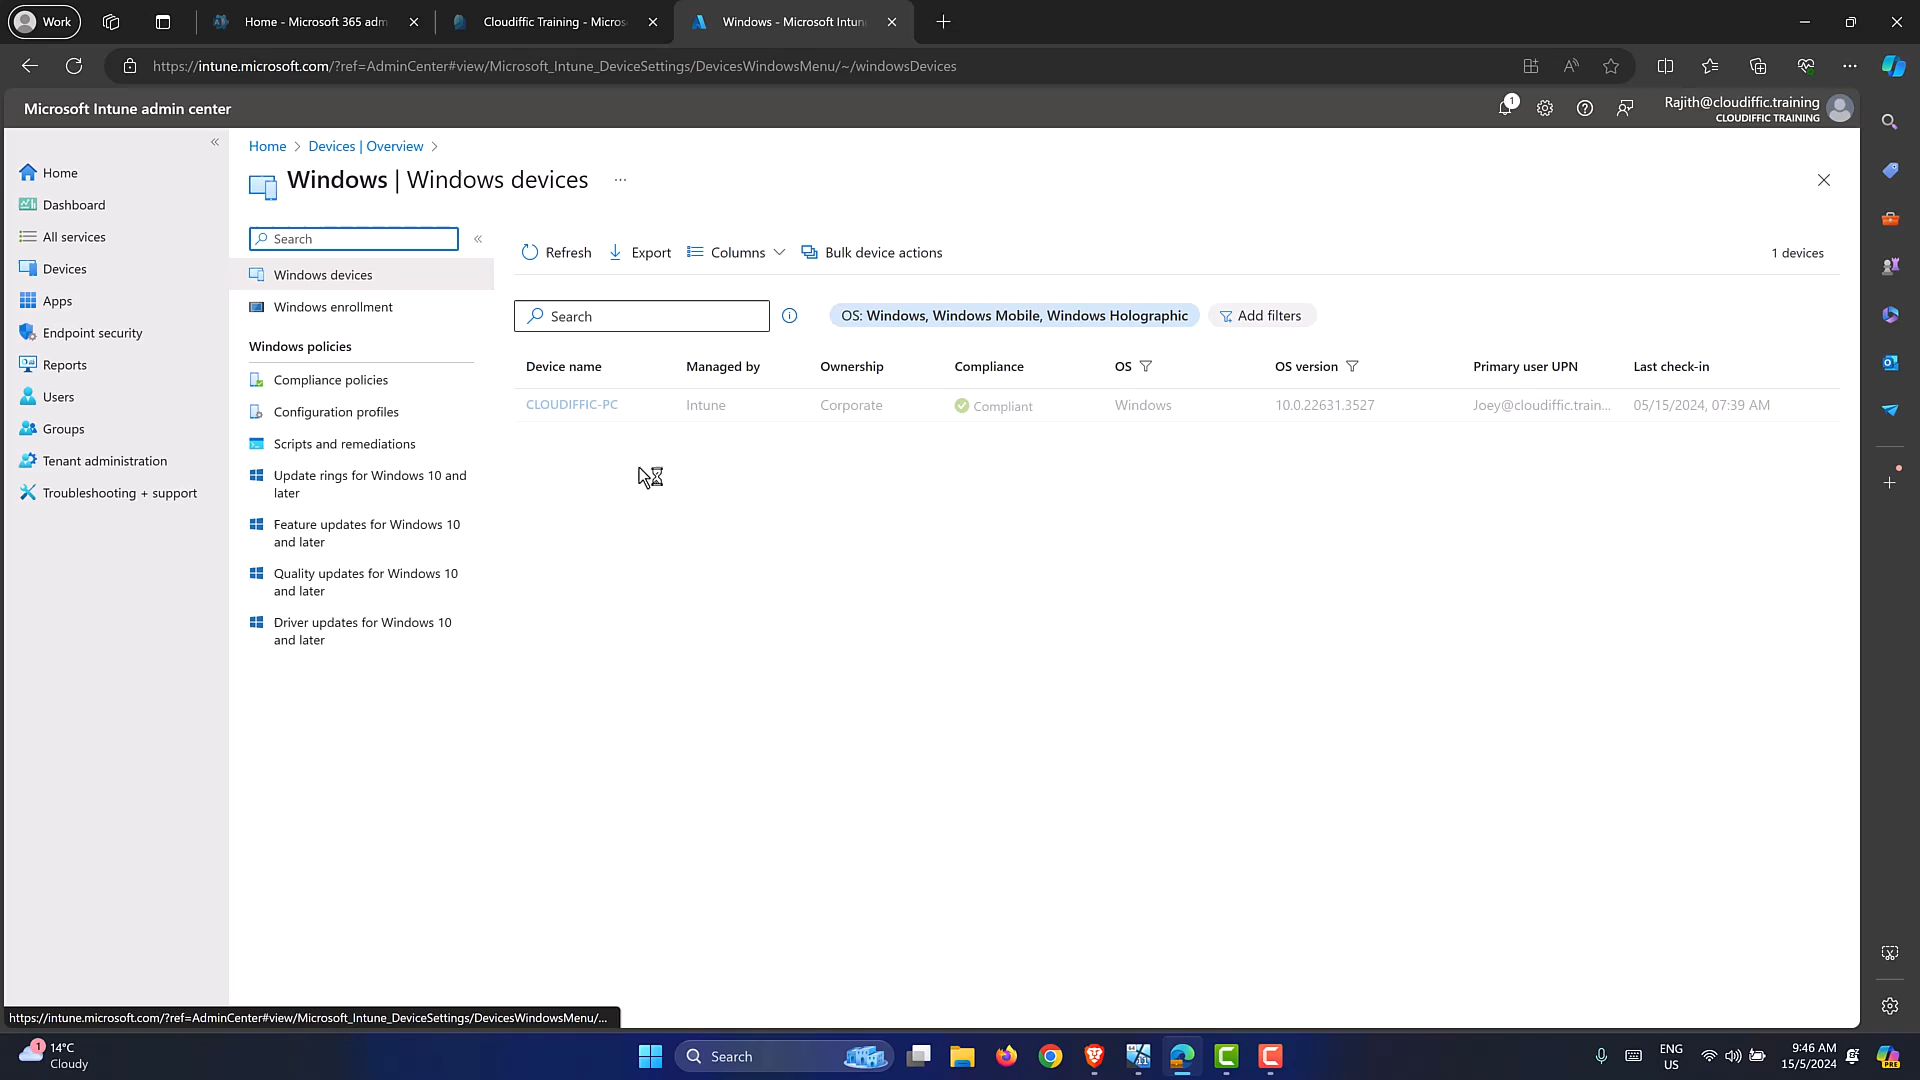 Work
Home - Microsoft 365 adm
Cloudiffic Training - Micros
Windows - Microsoft Intun
https://intune.microsoft.com/?ref=AdminCenter#view/Microsoft_Intune_DeviceSettings/DevicesWindowsMenu/~/windowsDevices
Microsoft Intune admin center
1
Rajith@cloudiffic.training
CLOUDIFFIC TRAINING
Home
Dashboard
All services
Devices
Apps
Endpoint security
Reports
Users
Groups
Tenant administration
Troubleshooting + support
Home > Devices | Overview >
Windows | Windows devices ...
Search
Windows devices
Windows enrollment
Windows policies
Compliance policies
Configuration profiles
Scripts and remediations
Update rings for Windows 10 and
later
Feature updates for Windows 10
and later
Quality updates for Windows 10
and later
Driver updates for Windows 10
and later
Refresh Export Columns Bulk device actions 1 devices
Search
OS: Windows, Windows Mobile, Windows Holographic
Add filters
Device name Managed by Ownership Compliance OS OS version Primary user UPN Last check-in
CLOUDIFFIC-PC Intune Corporate Compliant Windows 10.0.22631.3527 Joey@cloudiffic.train... 05/15/2024, 07:39 AM
https://intune.microsoft.com/?ref=AdminCenter#view/Microsoft_Intune_DeviceSettings/DevicesWindowsMenu/...
1
14°C
Cloudy
Search
ENG
US
9:46 AM
15/5/2024
PRE